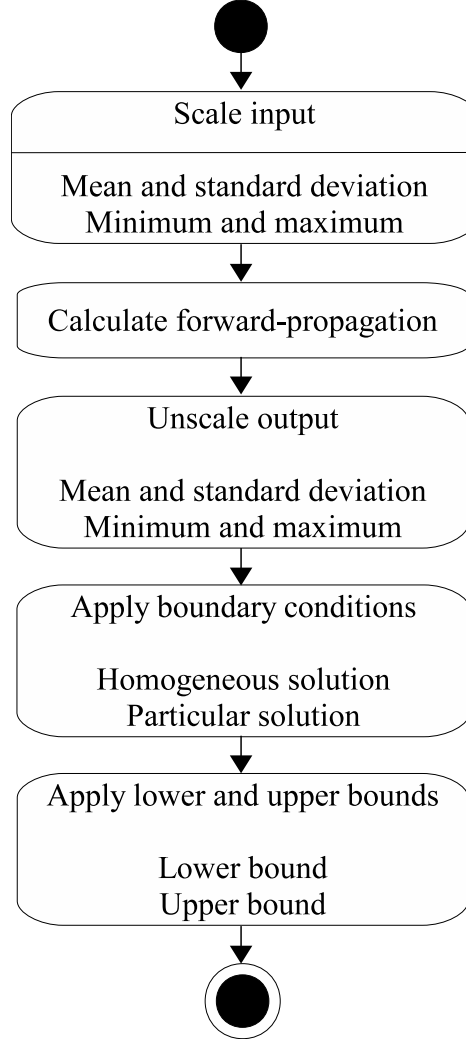 Scale input
Mean and standard deviation
Minimum and maximum
Calculate forward-propagation
Unscale output
Mean and standard deviation
Minimum and maximum
Apply boundary conditions
Homogeneous solution
Particular solution
Apply lower and upper bounds
Lower bound
Upper bound